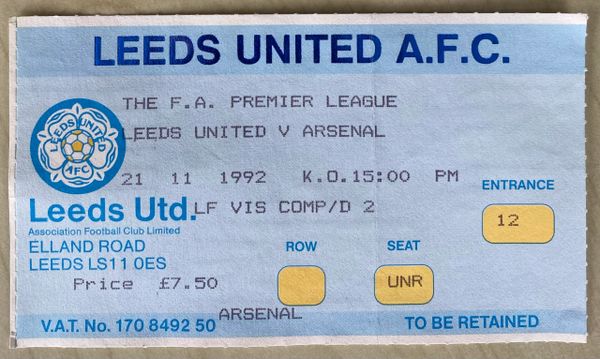 LEEDS UNITED A.F.C.
THE F.A. PREMIER LEAGUE
LEEDS UNITED V ARSENAL
LEEDS UNITED
AFC
21 11 1992 K.O.15:00 PM
ENTRANCE
Leeds Utd. LF VIS COMP/D 2
12
Association Football Club Limited
ELLAND ROAD
ROW
SEAT
LEEDS LS11 0ES
Price £7.50
UNR
ARSENAL
V.A.T. No. 170 8492 50
TO BE RETAINED